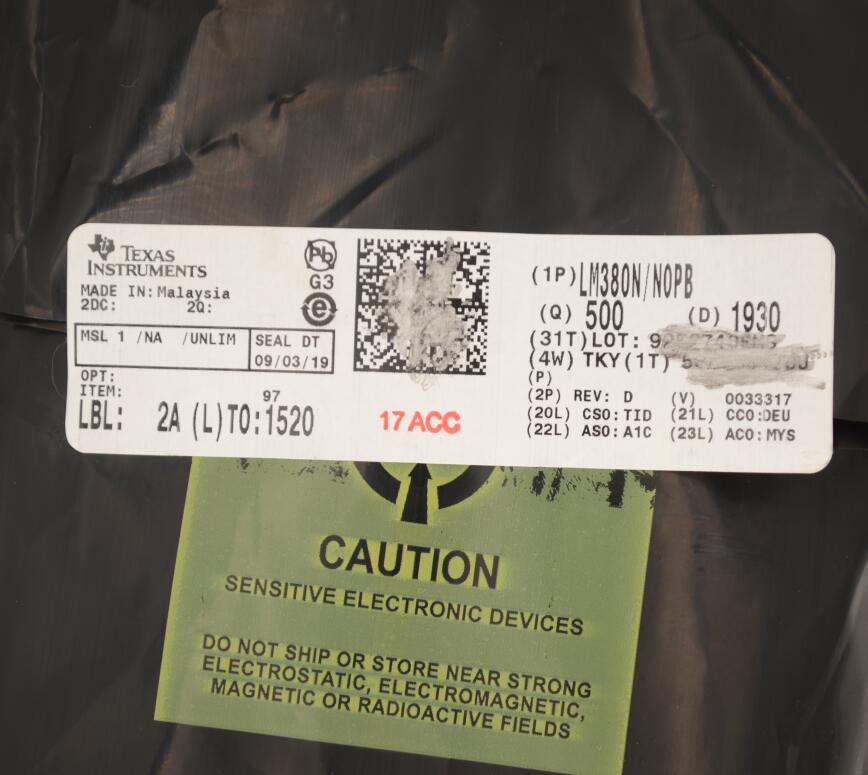 TEXAS
INSTRUMENTS
MADE IN: Malaysia
2DC: 2Q:
MSL 1 /NA /UNLIM
SEAL DT
09/03/19
OPT:
ITEM:
97
LBL: 2A (L)TO:1520
Pb
G3
e
17 ACC
(1P) LM380N/NOPB
(Q) 500 (D) 1930
(31T) LOT:
(4W) TKY (1T)
(P)
(2P) REV: D (V) 0033317
(20L) CSO: TID (21L) CCO:DEU
(22L) ASO: A1C (23L) ACO: MYS
CAUTION
SENSITIVE ELECTRONIC DEVICES
DO NOT SHIP OR STORE NEAR STRONG
ELECTROSTATIC, ELECTROMAGNETIC,
MAGNETIC OR RADIOACTIVE FIELDS